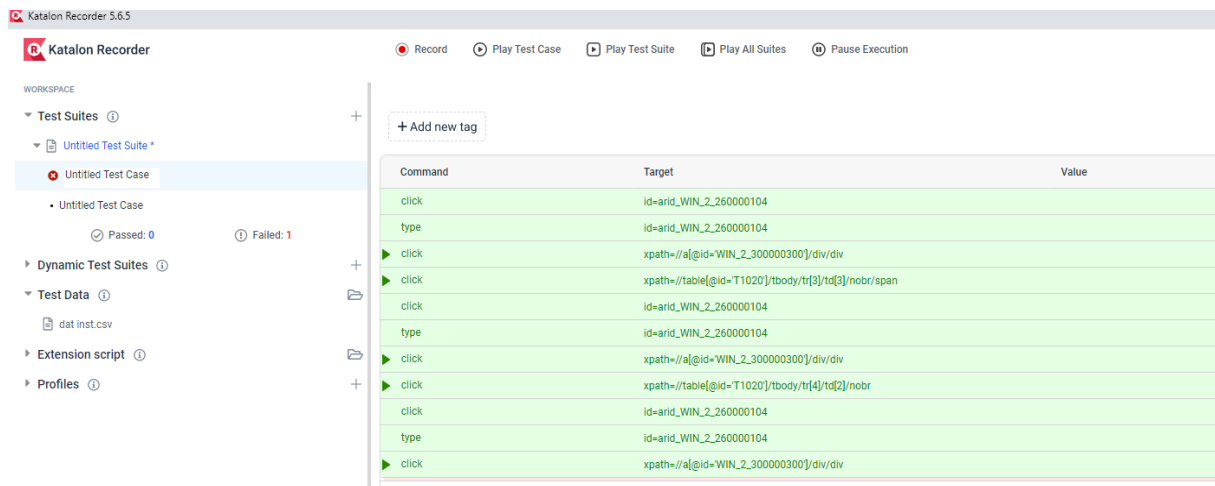 Katalon Recorder 5.6.5
Katalon Recorder
Record Play Test Case Play Test Suite Play All Suites Pause Execution
WORKSPACE
Test Suites
Untitled Test Suite *
Untitled Test Case
Untitled Test Case
Passed: 0 Failed: 1
Dynamic Test Suites
Test Data
dat inst.csv
Extension script
Profiles
+ Add new tag
Command Target Value
click id=arid_WIN_2_260000104
type id=arid_WIN_2_260000104
click xpath=//a[@id='WIN_2_300000300']/div/div
click xpath=//table[@id='T1020']/tbody/tr[3]/td[3]/nobr/span
click id=arid_WIN_2_260000104
type id=arid_WIN_2_260000104
click xpath=//a[@id='WIN_2_300000300']/div/div
click xpath=//table[@id='T1020']/tbody/tr[4]/td[2]/nobr
click id=arid_WIN_2_260000104
type id=arid_WIN_2_260000104
click xpath=//a[@id='WIN_2_300000300']/div/div